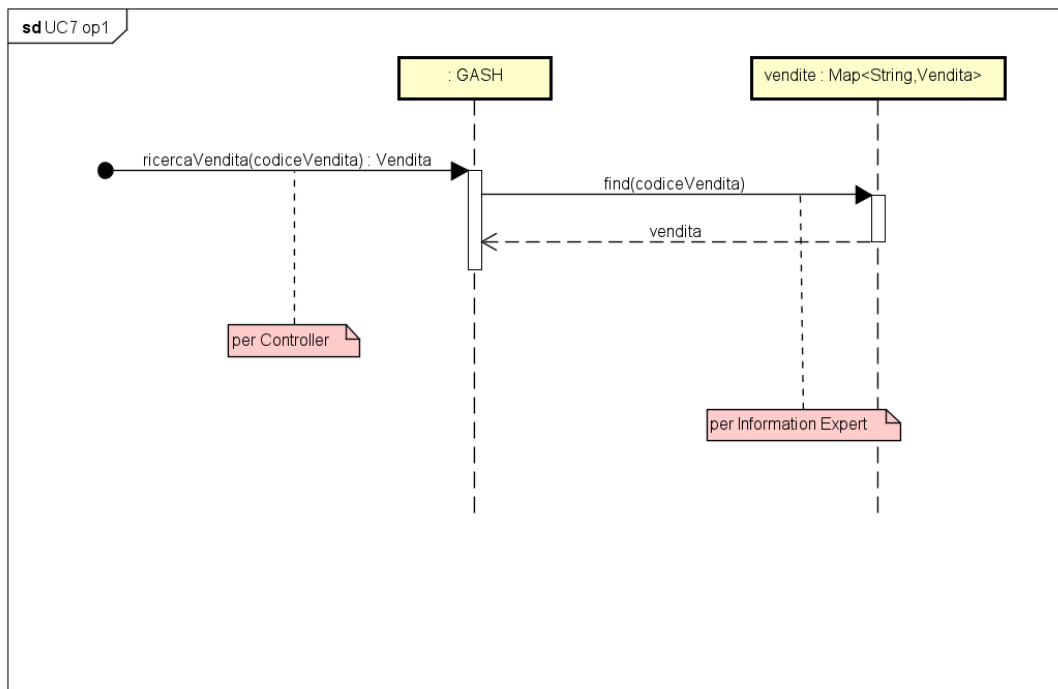 sd UC7 op1
: GASH
vendite : Map<String,Vendita>
ricercaVendita(codiceVendita) : Vendita
find(codiceVendita)
vendita
per Controller
per Information Expert